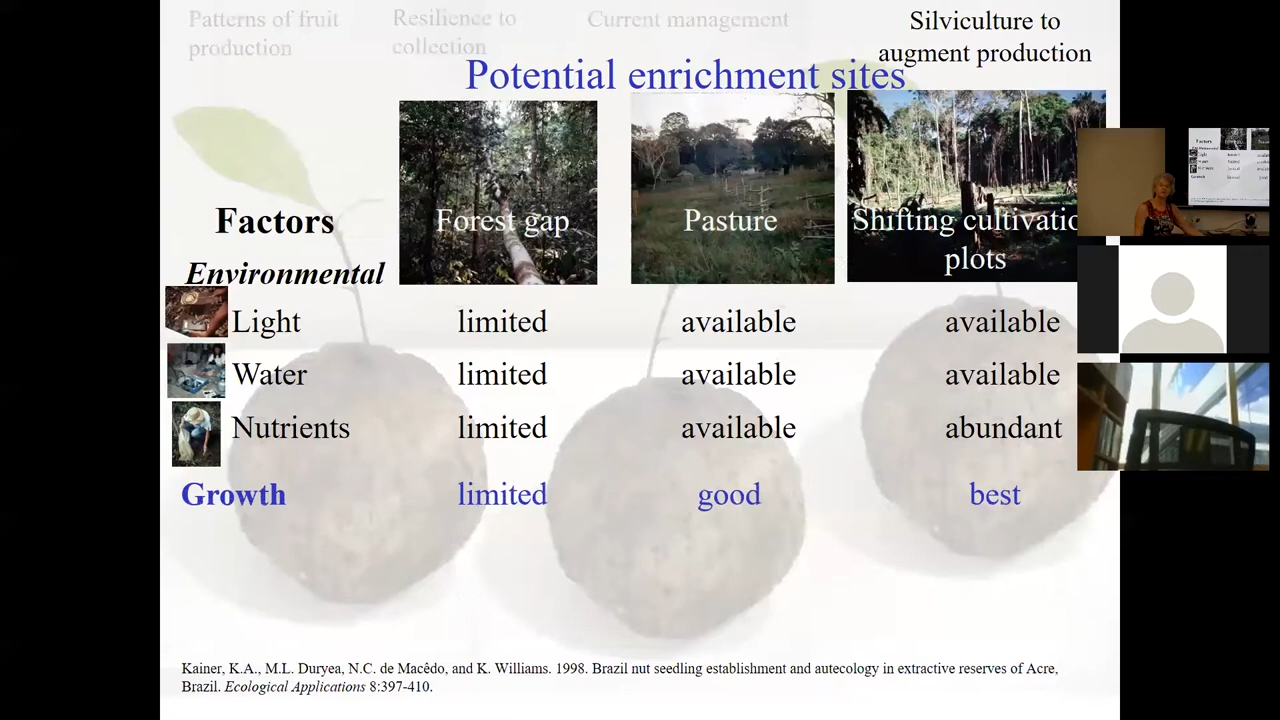 Patterns of fruit
production
Resilience to
collection
Current management
Silviculture to
augment production
Potential enrichment sites
Factors
Forest gap
Pasture
Shifting cultivatio
plots
Environmental
Light limited available available
Water limited available available
Nutrients limited available abundant
Growth limited good best
Kainer, K.A., M.L. Duryea, N.C. de Macêdo, and K. Williams. 1998. Brazil nut seedling establishment and autecology in extractive reserves of Acre,
Brazil. Ecological Applications 8:397-410.
Factors